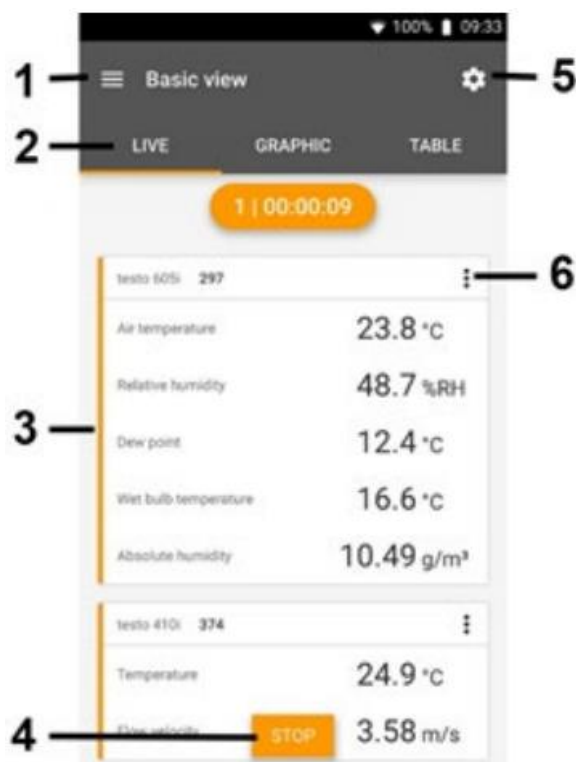 100% 09:33
1 Basic view 5
2 LIVE GRAPHIC TABLE
1 | 00:00:09
testo 605i 297 6
Air temperature 23.8 °C
Relative humidity 48.7 %RH
3 Dew point 12.4 °C
Wet bulb temperature 16.6 °C
Absolute humidity 10.49 g/m³
testo 410i 374
Temperature 24.9 °C
4 Flow velocity STOP 3.58 m/s